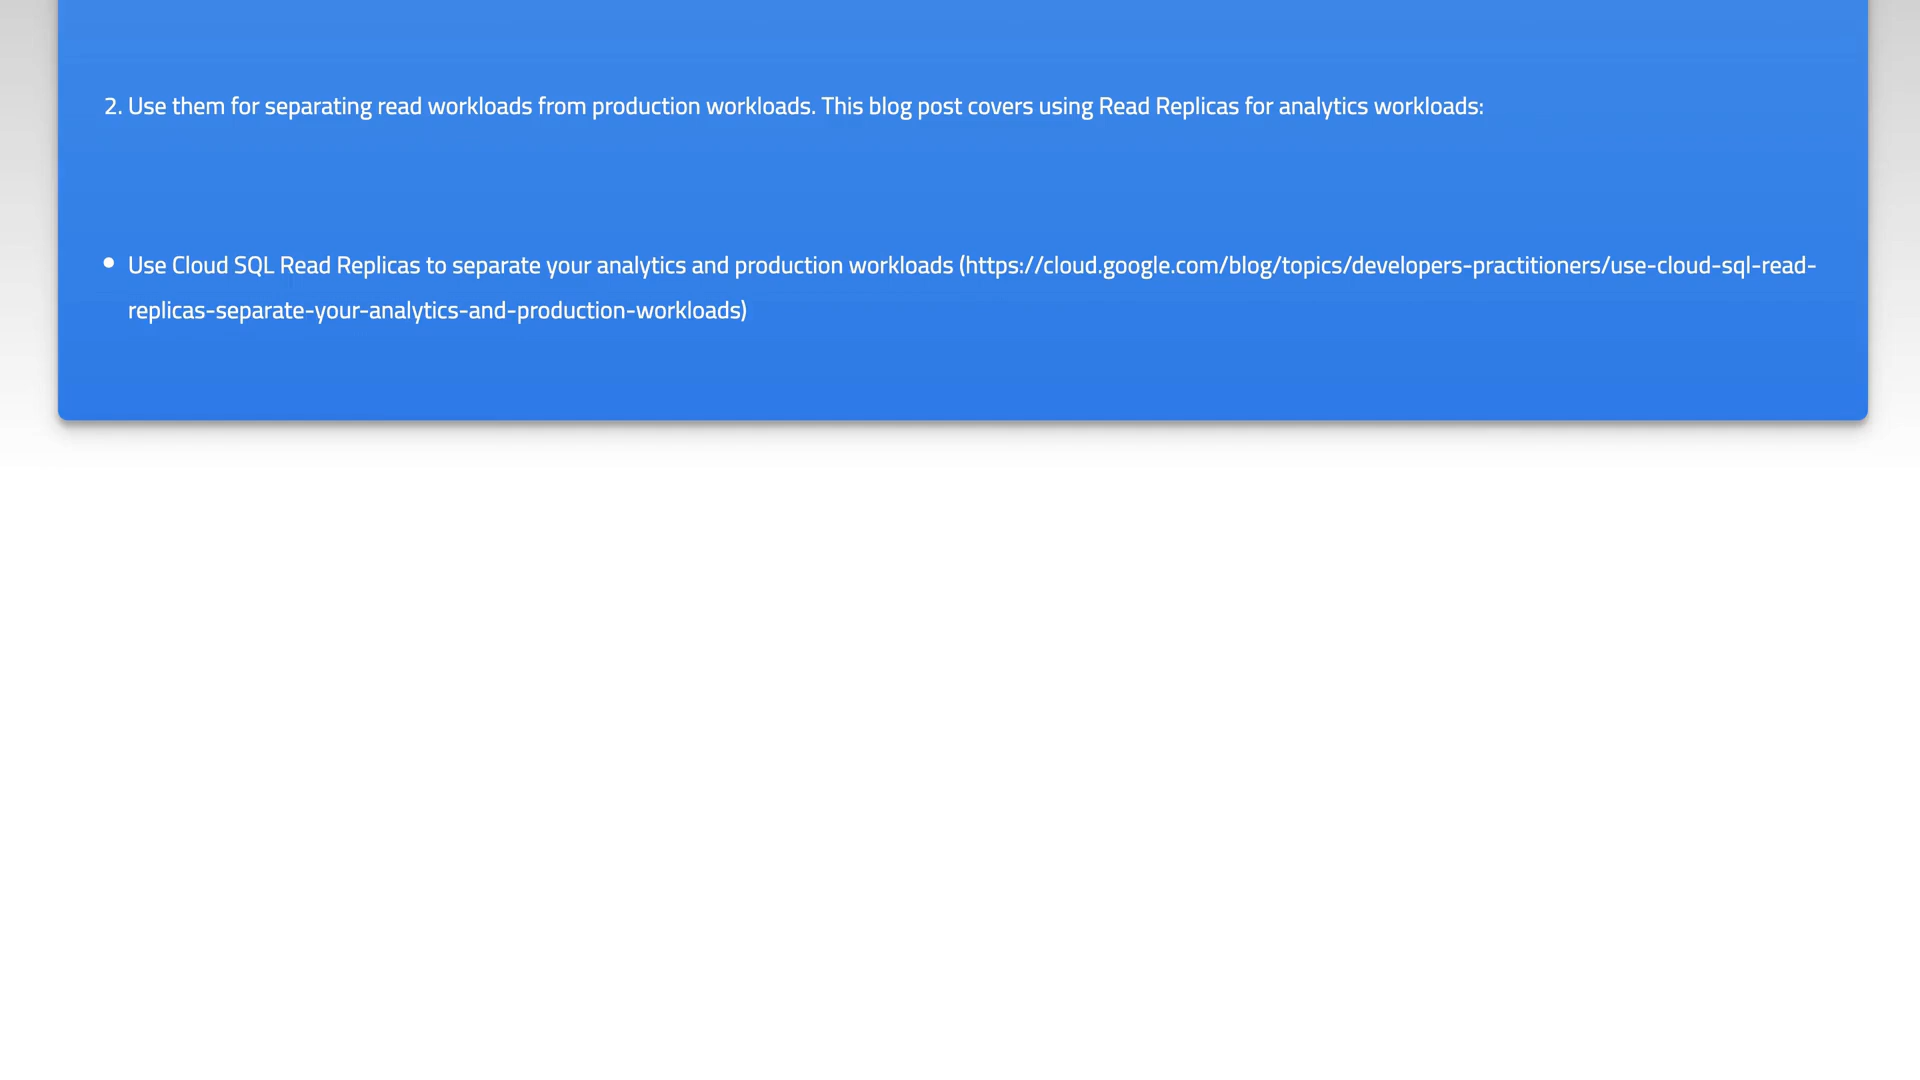 2. Use them for separating read workloads from production workloads. This blog post covers using Read Replicas for analytics workloads:
• Use Cloud SQL Read Replicas to separate your analytics and production workloads (https://cloud.google.com/blog/topics/developers-practitioners/use-cloud-sql-read-
replicas-separate-your-analytics-and-production-workloads)